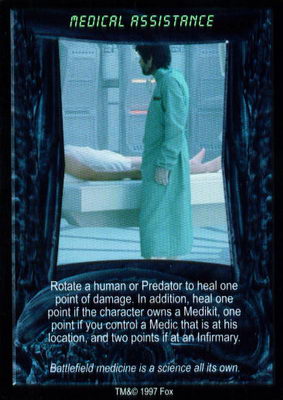 MEDICAL ASSISTANCE
Rotate a human or Predator to heal one
point of damage. In addition, heal one
point if the character owns a Medikit, one
point if you control a Medic that is at his
location, and two points if at an Infirmary.
Battlefield medicine is a science all its own.
TM&© 1997 Fox